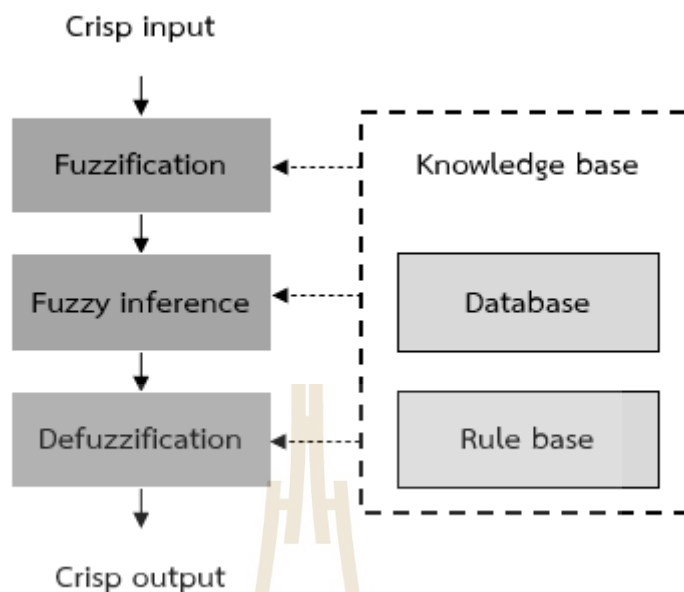 Crisp input
Fuzzification
Knowledge base
Fuzzy inference
Database
Defuzzification
Rule base
Crisp output